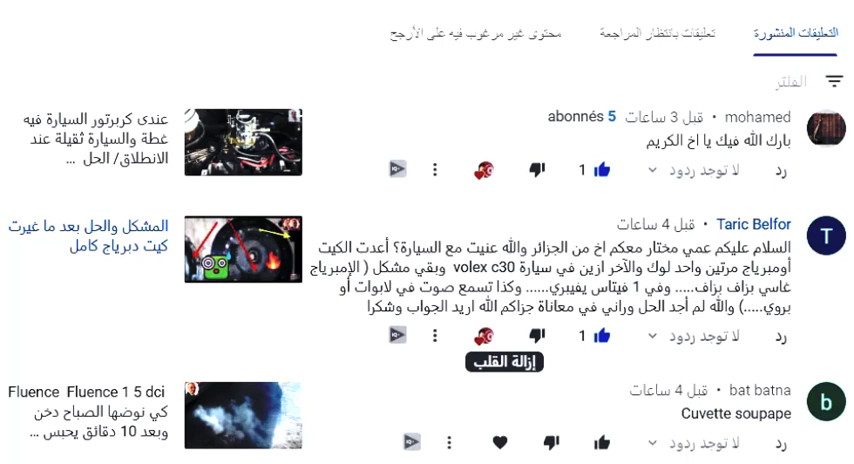 التعليقات المنشورة
تعليقات بانتظار المراجعة
محتوى غير مرغوب فيه على الأرجح
الفلتر
mohamed • قبل 3 ساعات 5 abonnés
بارك الله فيك يا اخ الكريم
رد
لا توجد ردود
1
عندى كربرتور السيارة فيه
غطة والسيارة ثقيلة عند
الانطلاق/ الحل ...
T
Taric Belfor • قبل 4 ساعات
السلام عليكم عمي مختار معكم اخ من الجزائر والله عنيت مع السيارة؟ أعدت الكيت
أومبرياج مرتين واحد لوك والآخر ازين في سيارة volex c30 وبقي مشكل ( الإمبرياج
غاسي بزاف بزاف..... وفي 1 فيتاس يفيبري...... وكذا تسمع صوت في لابوات أو
بروي.....) والله لم أجد الحل وراني في معاناة جزاكم الله اريد الجواب وشكرا
رد
لا توجد ردود
1
إزالة القلب
المشكل والحل بعد ما غيرت
كيت دبرياج كامل
b
bat batna • قبل 4 ساعات
Cuvette soupape
رد
لا توجد ردود
Fluence Fluence 1 5 dci
كي نوضها الصباح دخن
وبعد 10 دقائق يحبس ...